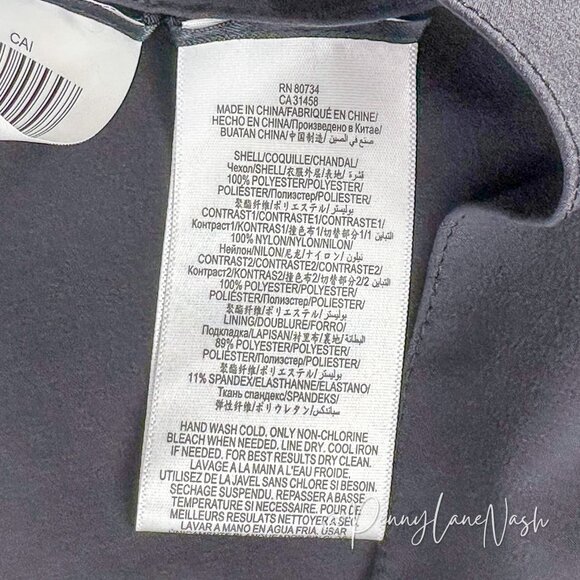 CAI
RN 80734
CA 31458
MADE IN CHINA/FABRIQUÉ EN CHINE/
HECHO EN CHINA/Произведено в Китае/
BUATAN CHINA/中国制造/ صنع في الصين
SHELL/COQUILLE/CHANDAL/
Чехол/SHELL/衣服外层/表地/ قشرة
100% POLYESTER/POLYESTER/
POLIÉSTER/Полиэстер/POLIESTER/
聚酯纤维/ポリエステル/ بوليستر
CONTRAST1/CONTRASTE1/CONTRASTE1/
Контраст1/KONTRAS1/撞色布1/切替部分1/ التباين 1
100% NYLON/NYLON/NILON/
Нейлон/NILON/尼龙/ナイロン/ نيلون
CONTRAST2/CONTRASTE2/CONTRASTE2/
Контраст2/KONTRAS2/撞色布2/切替部分2/ التباين 2
100% POLYESTER/POLYESTER/
POLIÉSTER/Полиэстер/POLIESTER/
聚酯纤维/ポリエステル/ بوليستر
LINING/DOUBLURE/FORRO/
Подкладка/LAPISAN/衬里布/裏地/ البطانة
89% POLYESTER/POLYESTER/
POLIÉSTER/Полиэстер/POLIESTER/
聚酯纤维/ポリエステル/ بوليستر
11% SPANDEX/ELASTHANNE/ELASTANO/
Ткань спандекс/SPANDEKS/
弹性纤维/ポリウレタン/ سباندكس
HAND WASH COLD. ONLY NON-CHLORINE
BLEACH WHEN NEEDED. LINE DRY. COOL IRON
IF NEEDED. FOR BEST RESULTS DRY CLEAN.
LAVAGE A LA MAIN A L'EAU FROIDE.
UTILISEZ DE LA JAVEL SANS CHLORE SI BESOIN.
SECHAGE SUSPENDU. REPASSER A BASSE
TEMPERATURE SI NECESSAIRE. POUR DE
MEILLEURS RESULATS NETTOYER A SEC.
LAVAR A MANO EN AGUA FRIA. USAR
PennyLaneNash